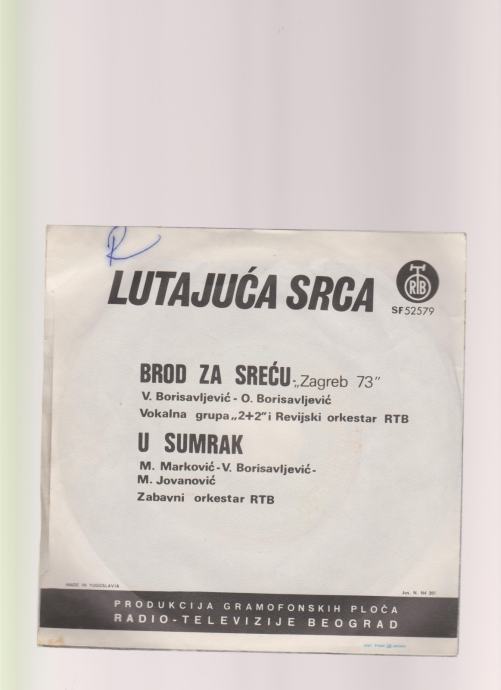 R
LUTAJUĆA SRCA
RTB
SF 52579
BROD ZA SREĆU-„Zagreb 73”
V. Borisavljević - O. Borisavljević
Vokalna grupa „2+2” i Revijski orkestar RTB
U SUMRAK
M. Marković - V. Borisavljević -
M. Jovanović
Zabavni orkestar RTB
MADE IN YUGOSLAVIA
PRODUKCIJA GRAMOFONSKIH PLOČA
RADIO-TELEVIZIJE BEOGRAD